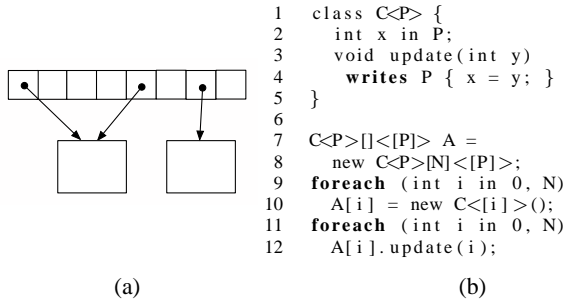 1 class C<P> {
2 int x in P;
3 void update(int y)
4 writes P { x = y; }
5 }
6
7 C<P>[]<[P]> A =
8 new C<P>[N]<[P]>;
9 foreach (int i in 0, N)
10 A[i] = new C<[i]>();
11 foreach (int i in 0, N)
12 A[i].update(i);
(a) (b)